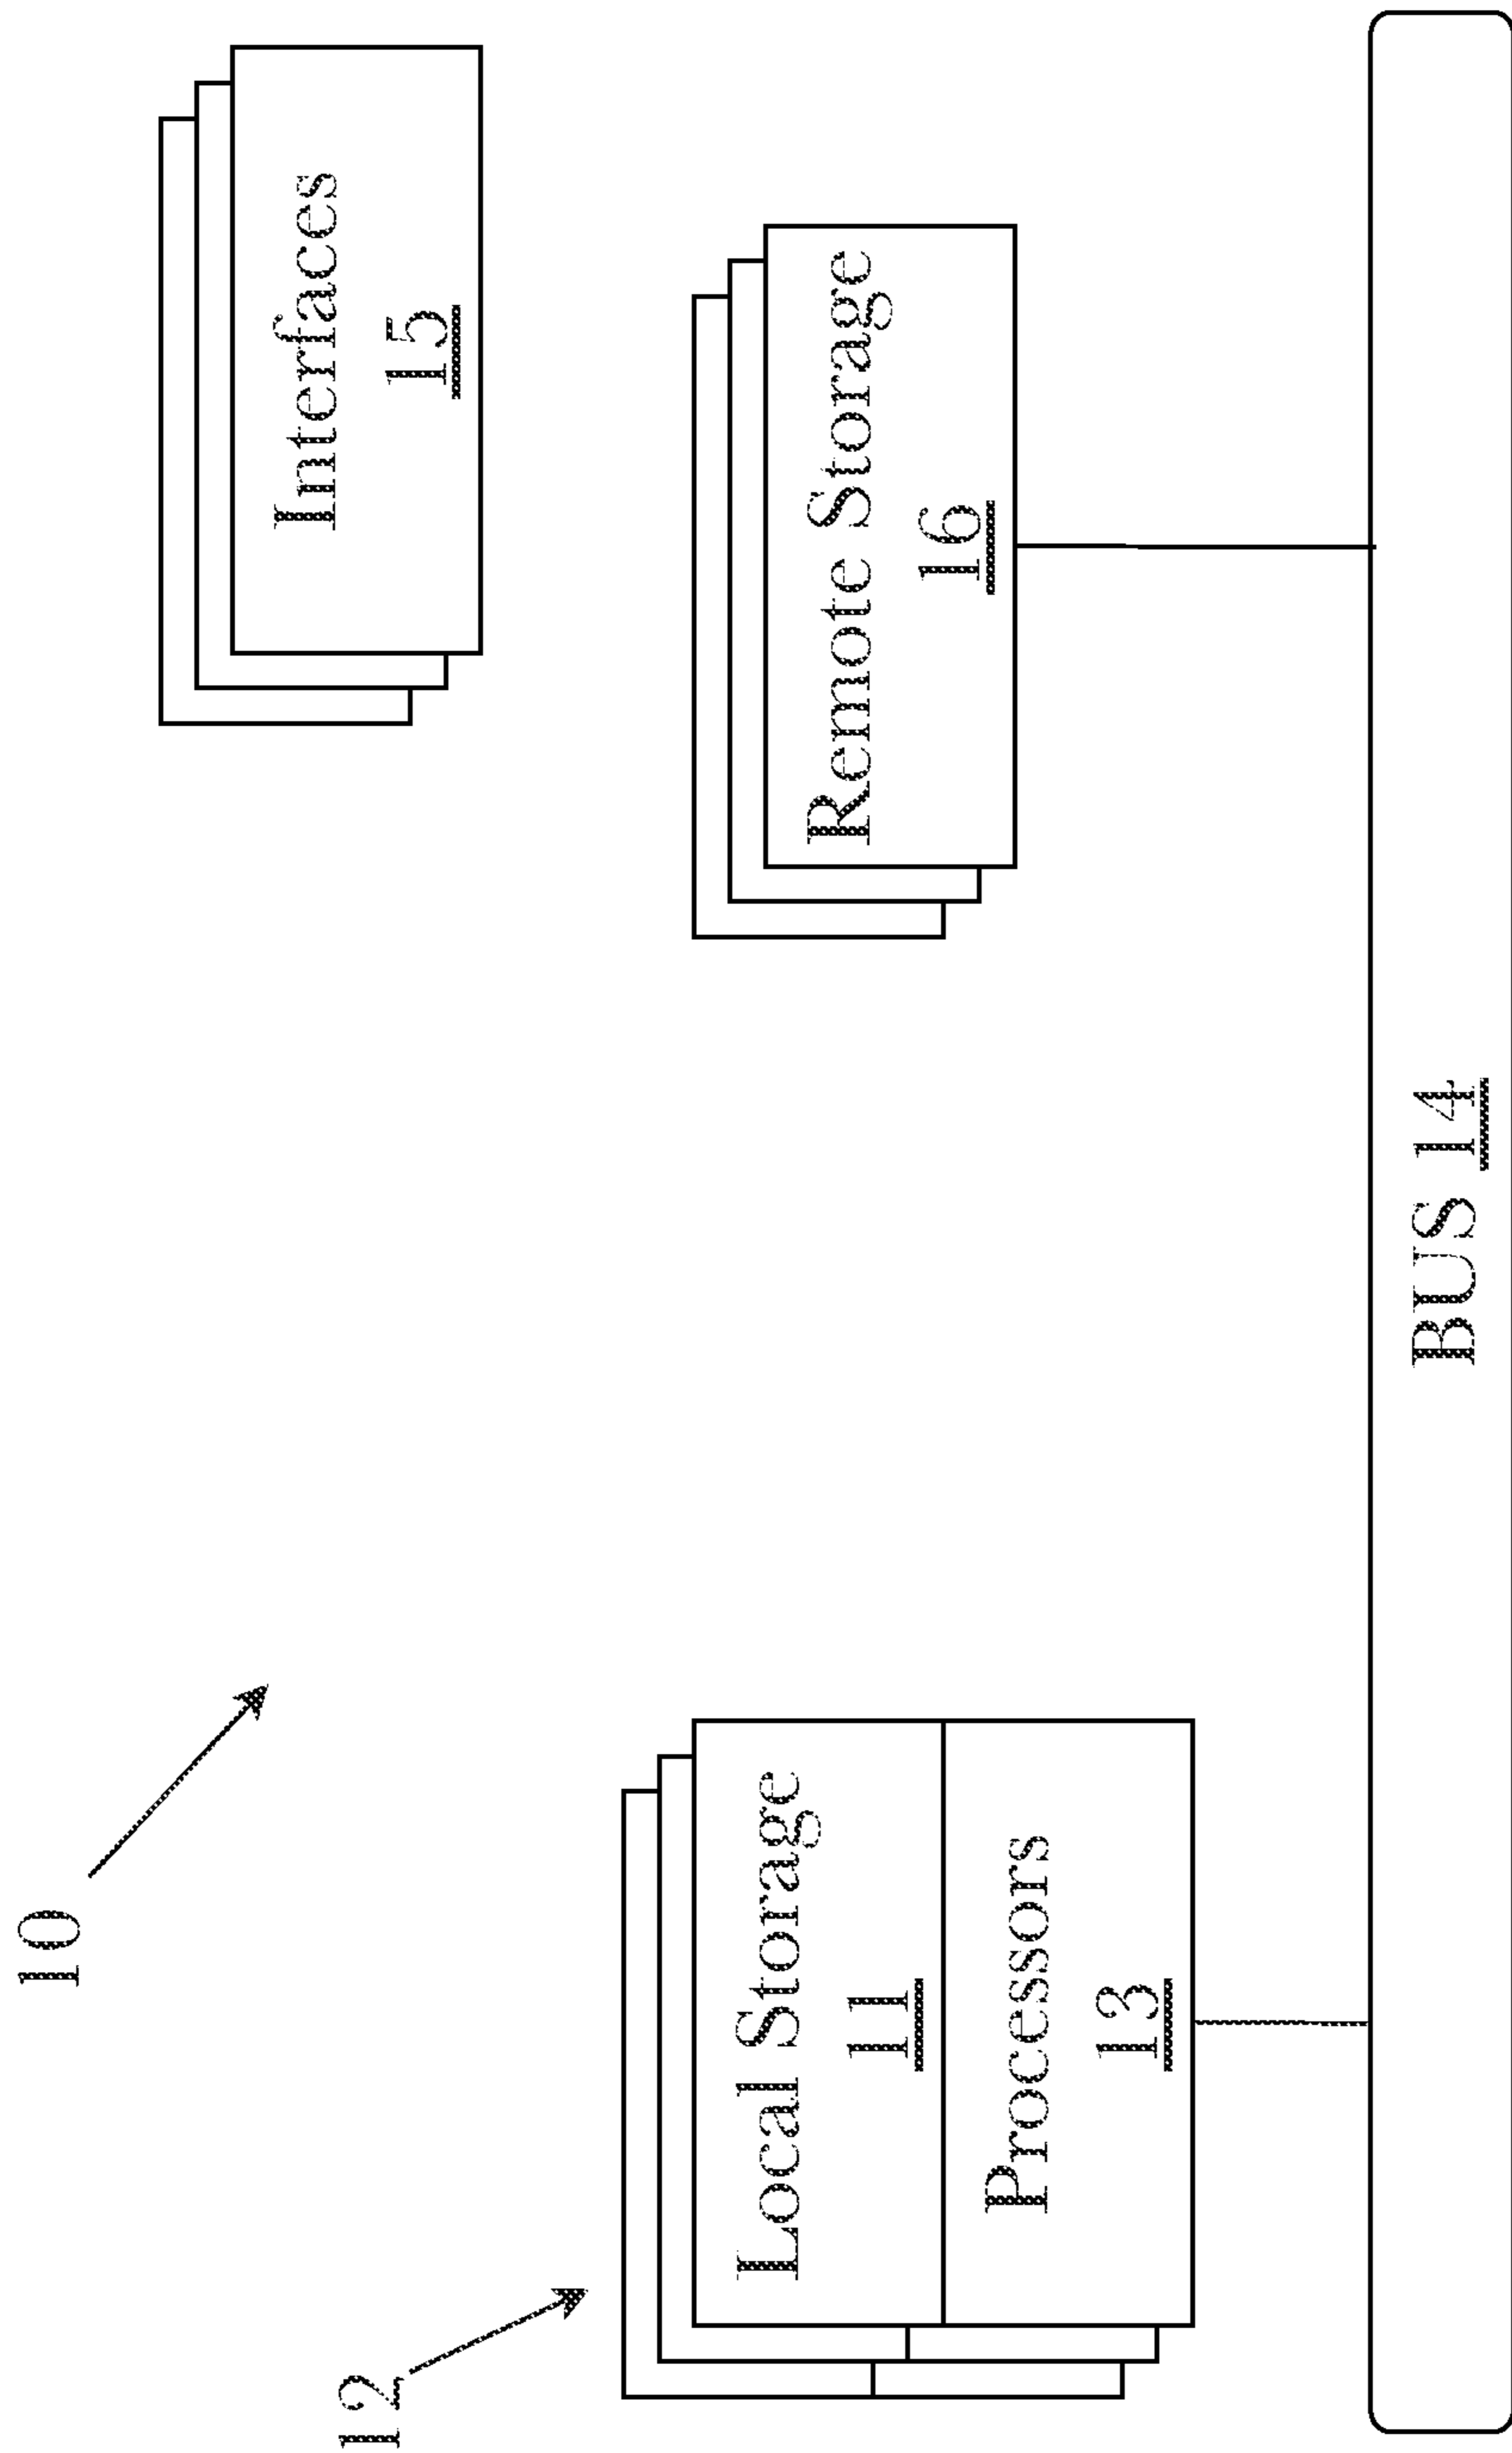 10
12
Interfaces
15
Local Storage
11
Processors
13
Remote Storage
16
BUS 14